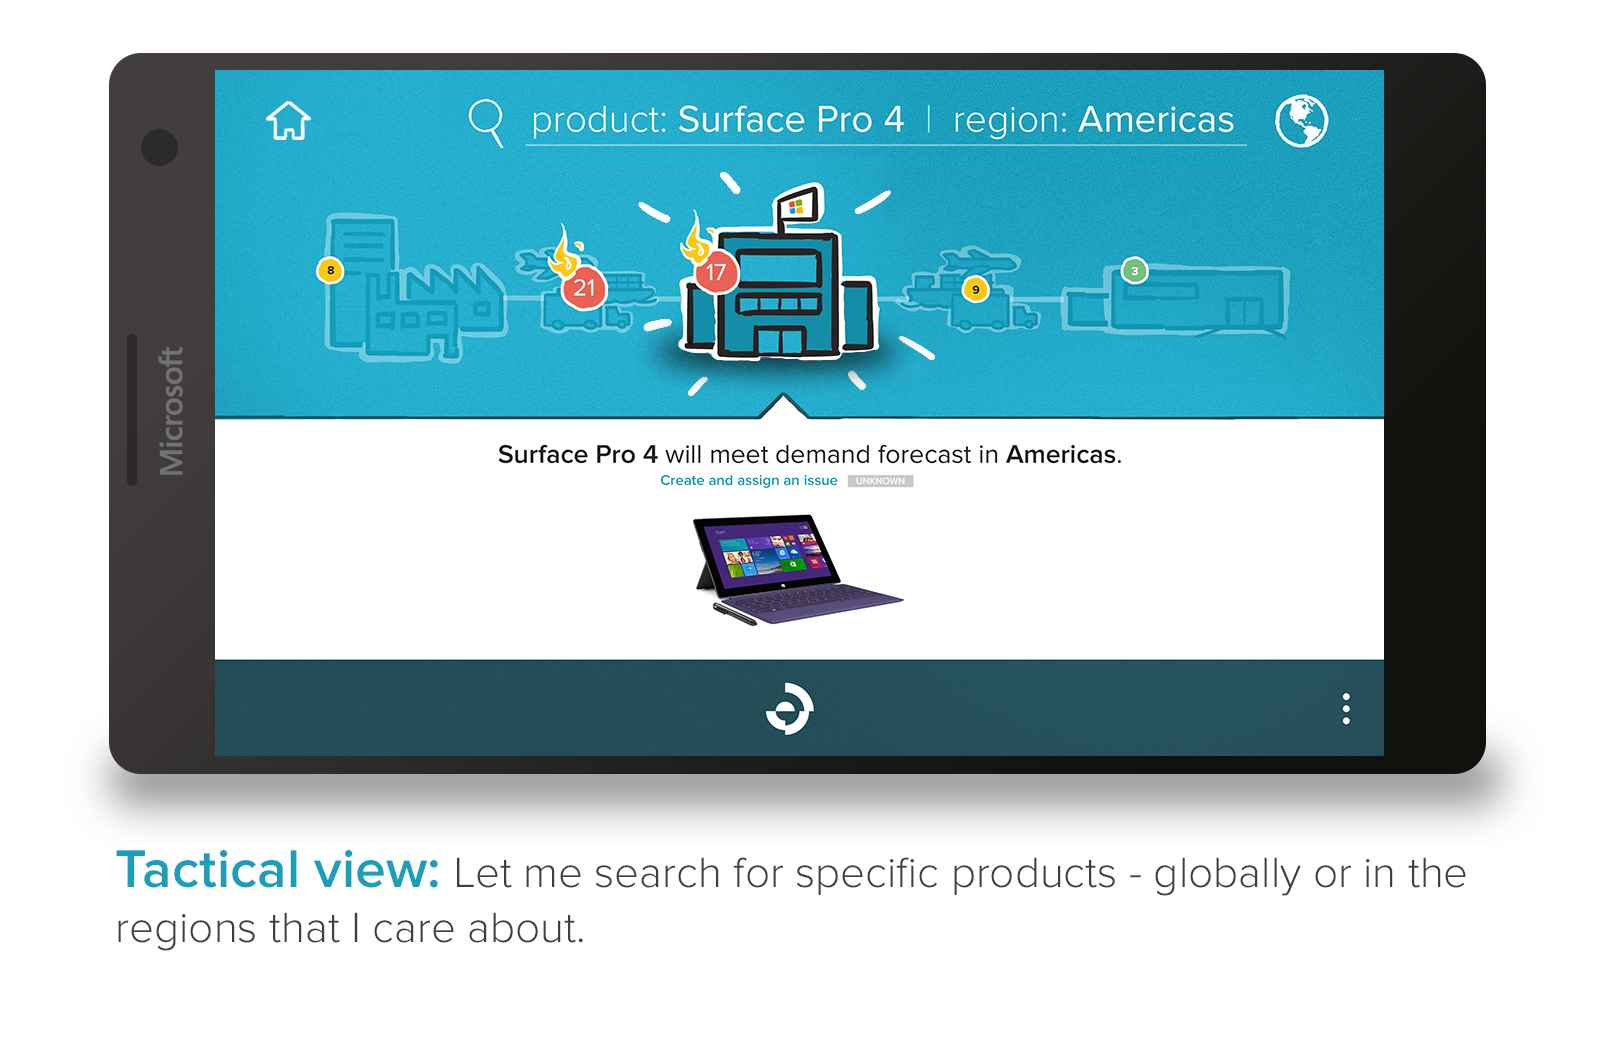 product: Surface Pro 4 | region: Americas
8
21
17
9
3
Microsoft
Surface Pro 4 will meet demand forecast in Americas.
Create and assign an issue UNKNOWN
Start
Tactical view: Let me search for specific products - globally or in the
regions that I care about.